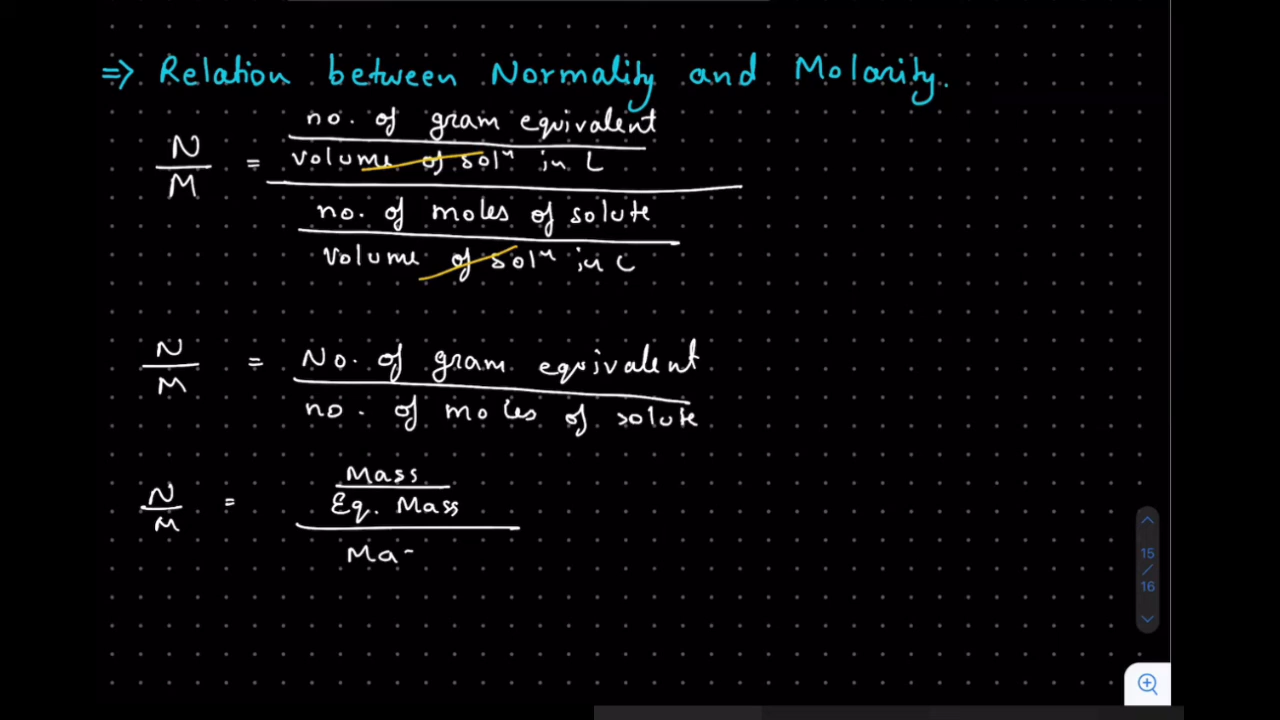 ⇒ Relation between Normality and Molarity.
no. of gram equivalent
volume of solⁿ in L
N
M
=
no. of moles of solute
volume of solⁿ in L
N
M
=
No. of gram equivalent
no. of moles of solute
N
M
=
Mass
Eq. Mass
Ma
15
/
16